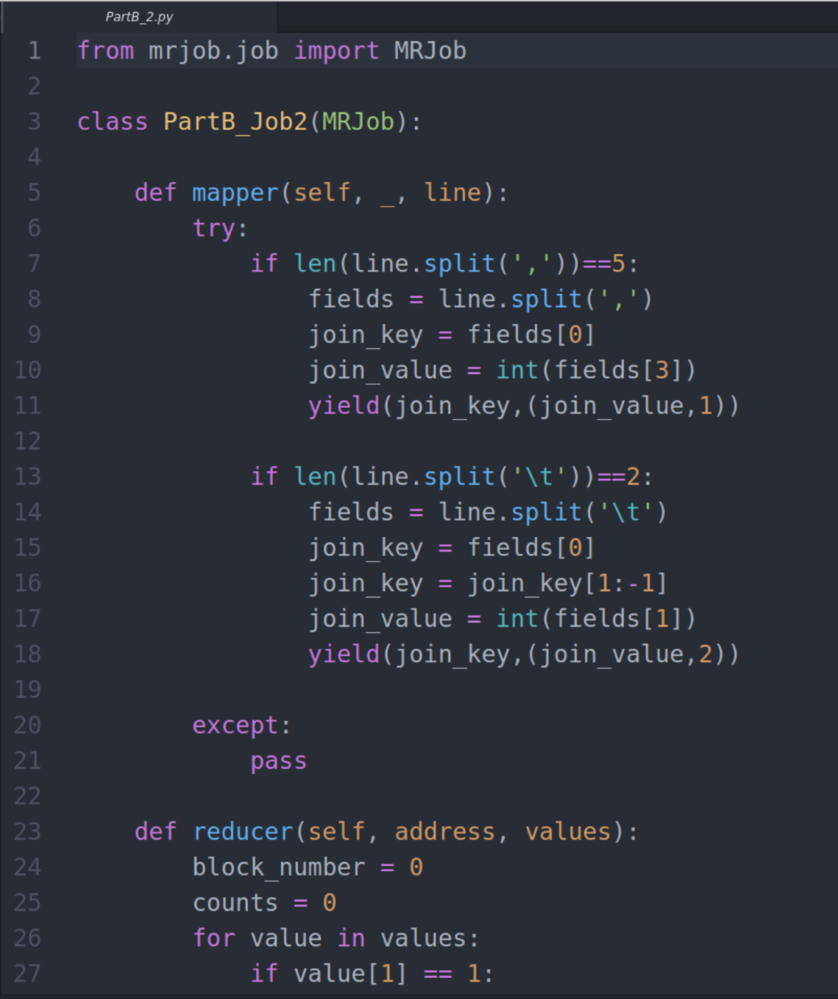 PartB_2.py
1 from mrjob.job import MRJob
2
3 class PartB_Job2(MRJob):
4
5     def mapper(self, _, line):
6         try:
7             if len(line.split(','))==5:
8                 fields = line.split(',')
9                 join_key = fields[0]
10                 join_value = int(fields[3])
11                 yield(join_key,(join_value,1))
12
13             if len(line.split('\t'))==2:
14                 fields = line.split('\t')
15                 join_key = fields[0]
16                 join_key = join_key[1:-1]
17                 join_value = int(fields[1])
18                 yield(join_key,(join_value,2))
19
20         except:
21             pass
22
23     def reducer(self, address, values):
24         block_number = 0
25         counts = 0
26         for value in values:
27             if value[1] == 1: